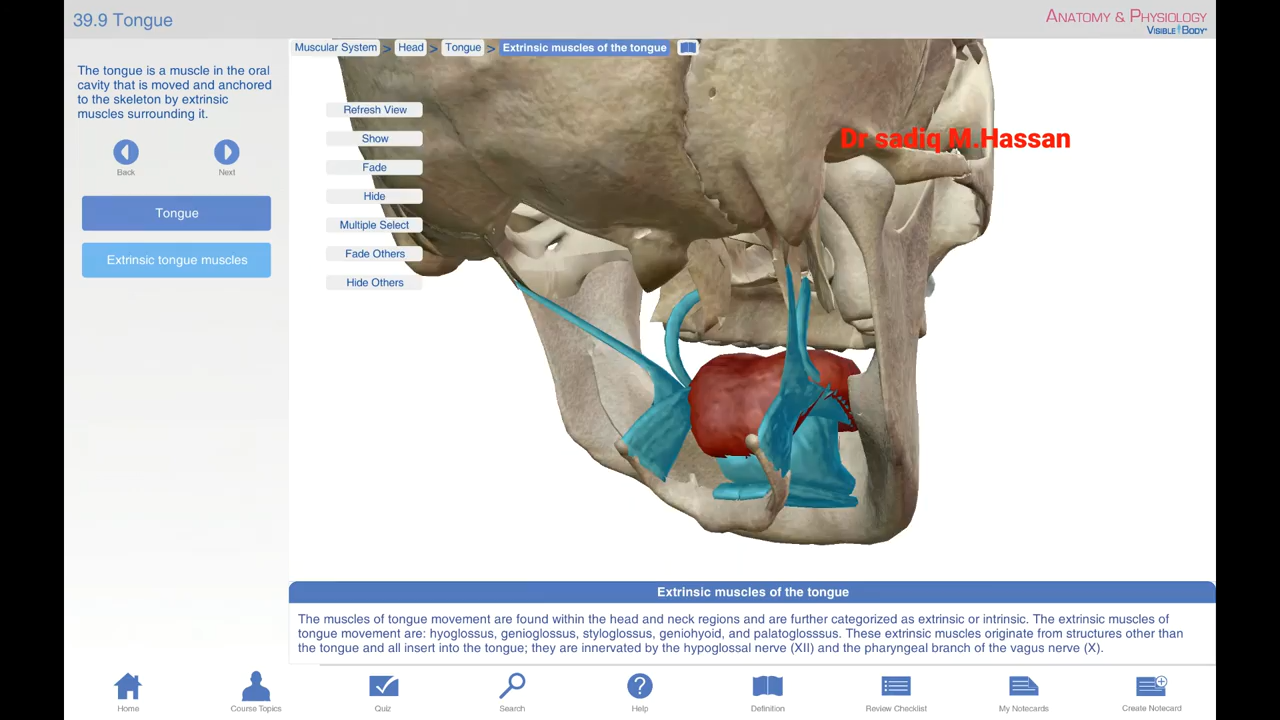 39.9 Tongue
ANATOMY & PHYSIOLOGY
VISIBLE BODY
Muscular System > Head > Tongue > Extrinsic muscles of the tongue
The tongue is a muscle in the oral
cavity that is moved and anchored
to the skeleton by extrinsic
muscles surrounding it.
Back
Next
Tongue
Extrinsic tongue muscles
Refresh View
Show
Fade
Hide
Multiple Select
Fade Others
Hide Others
Dr sadiq M.Hassan
Extrinsic muscles of the tongue
The muscles of tongue movement are found within the head and neck regions and are further categorized as extrinsic or intrinsic. The extrinsic muscles of
tongue movement are: hyoglossus, genioglossus, styloglossus, geniohyoid, and palatoglosssus. These extrinsic muscles originate from structures other than
the tongue and all insert into the tongue; they are innervated by the hypoglossal nerve (XII) and the pharyngeal branch of the vagus nerve (X).
Home
Course Topics
Quiz
Search
Help
Definition
Review Checklist
My Notecards
Create Notecard